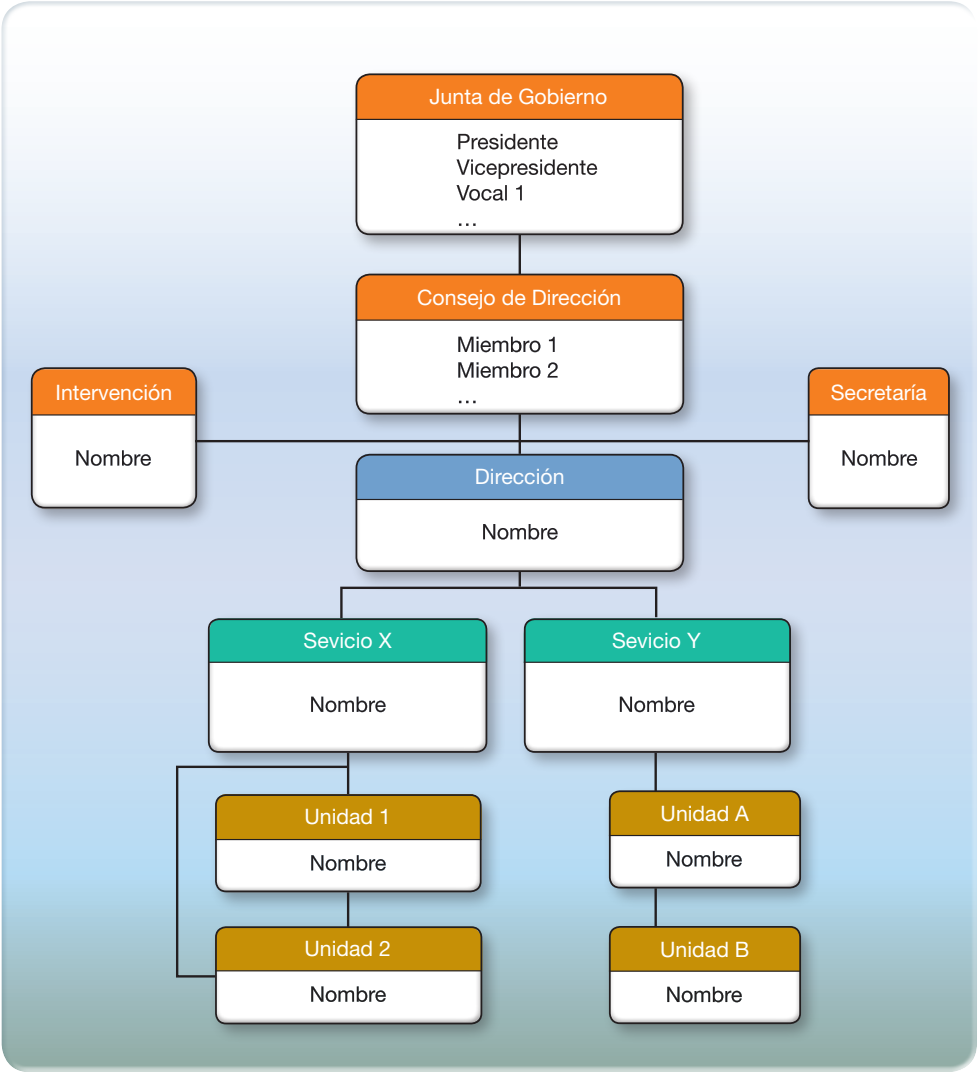 Junta de Gobierno
Presidente
Vicepresidente
Vocal 1
...
Consejo de Dirección
Miembro 1
Miembro 2
...
Intervención
Nombre
Secretaría
Nombre
Dirección
Nombre
Sevicio X
Nombre
Sevicio Y
Nombre
Unidad 1
Nombre
Unidad A
Nombre
Unidad 2
Nombre
Unidad B
Nombre